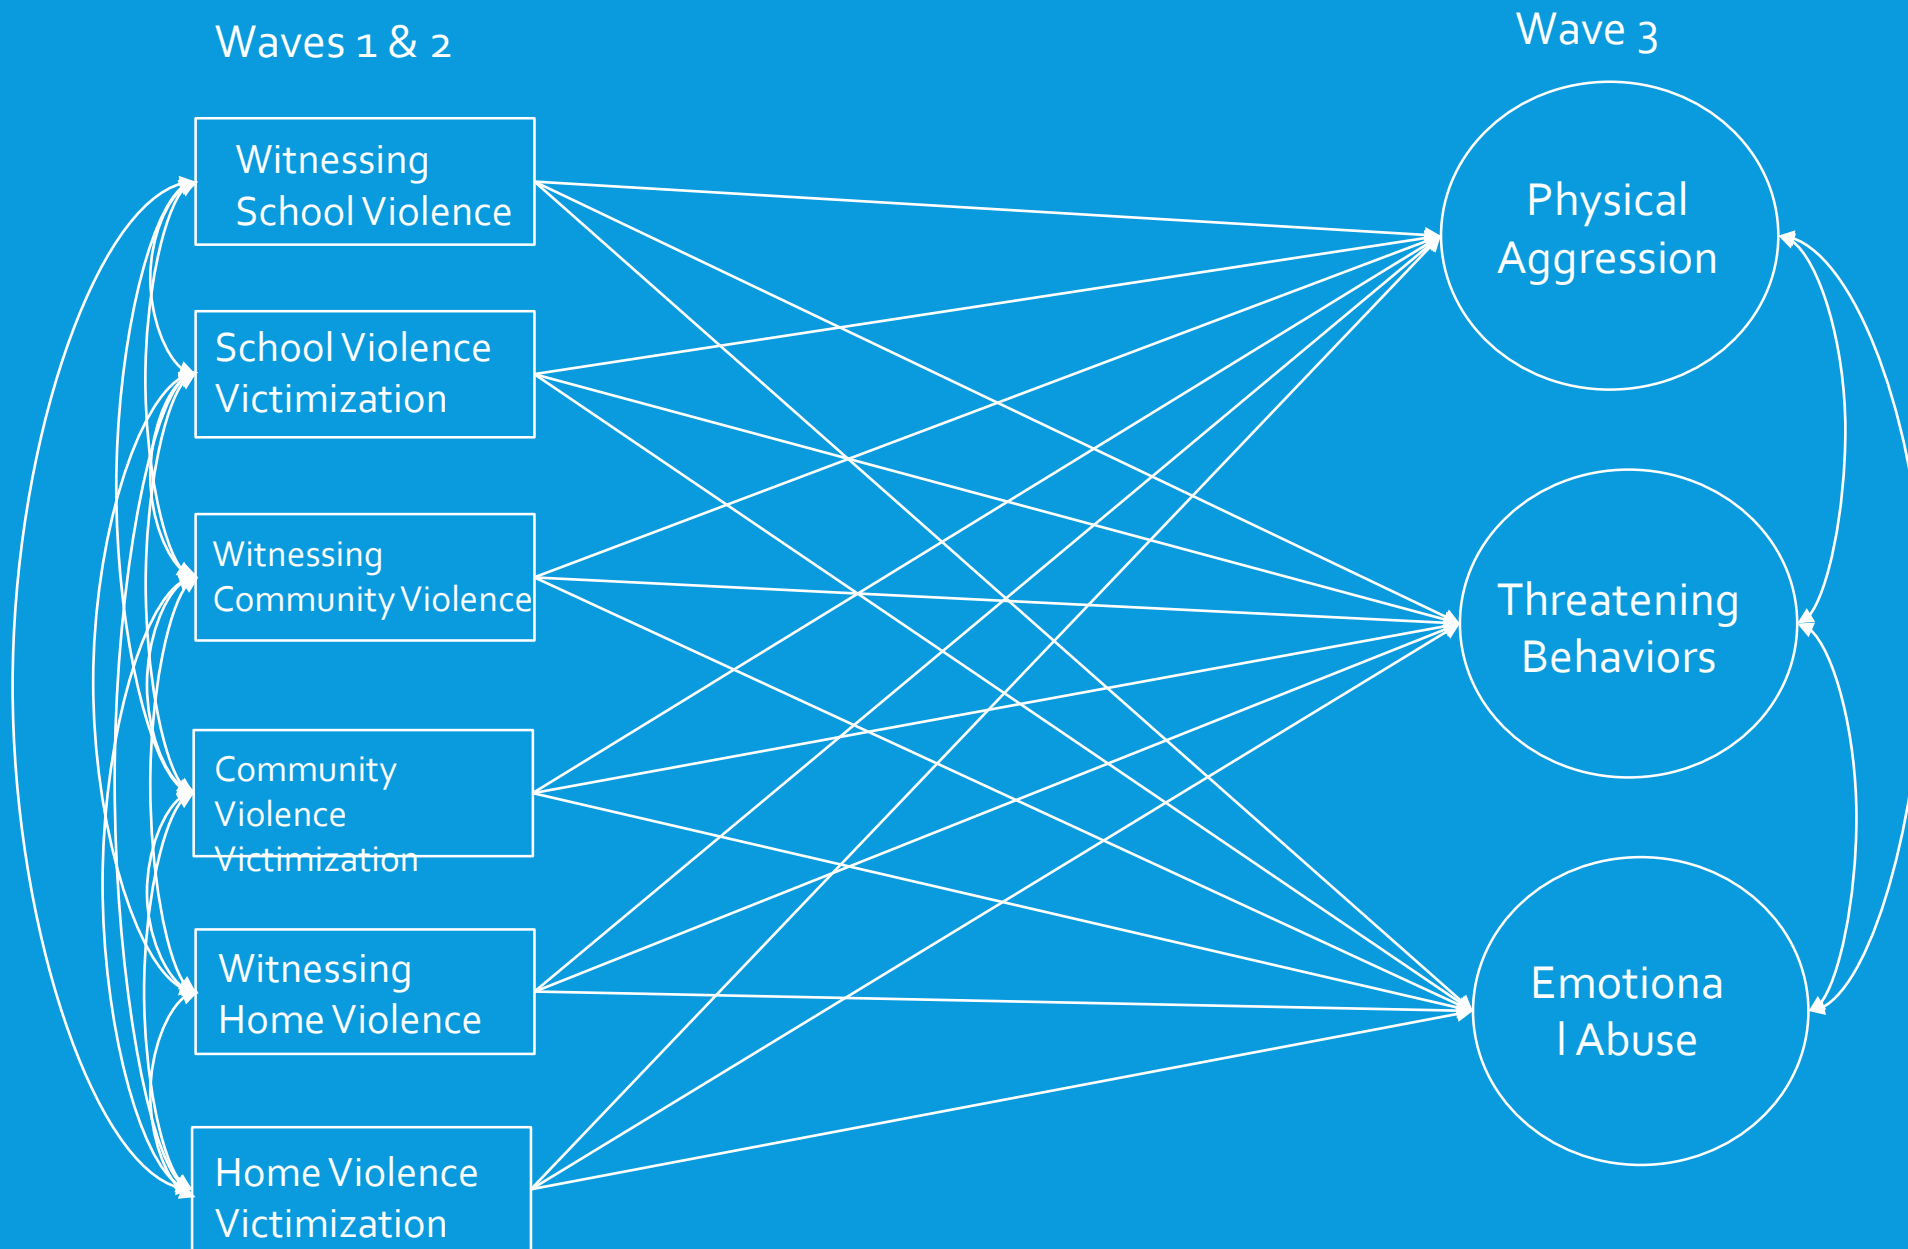 Waves 1 & 2
Wave 3
Witnessing
School Violence
School Violence
Victimization
Witnessing
Community Violence
Community
Violence
Victimization
Witnessing
Home Violence
Home Violence
Victimization
Physical
Aggression
Threatening
Behaviors
Emotiona
l Abuse